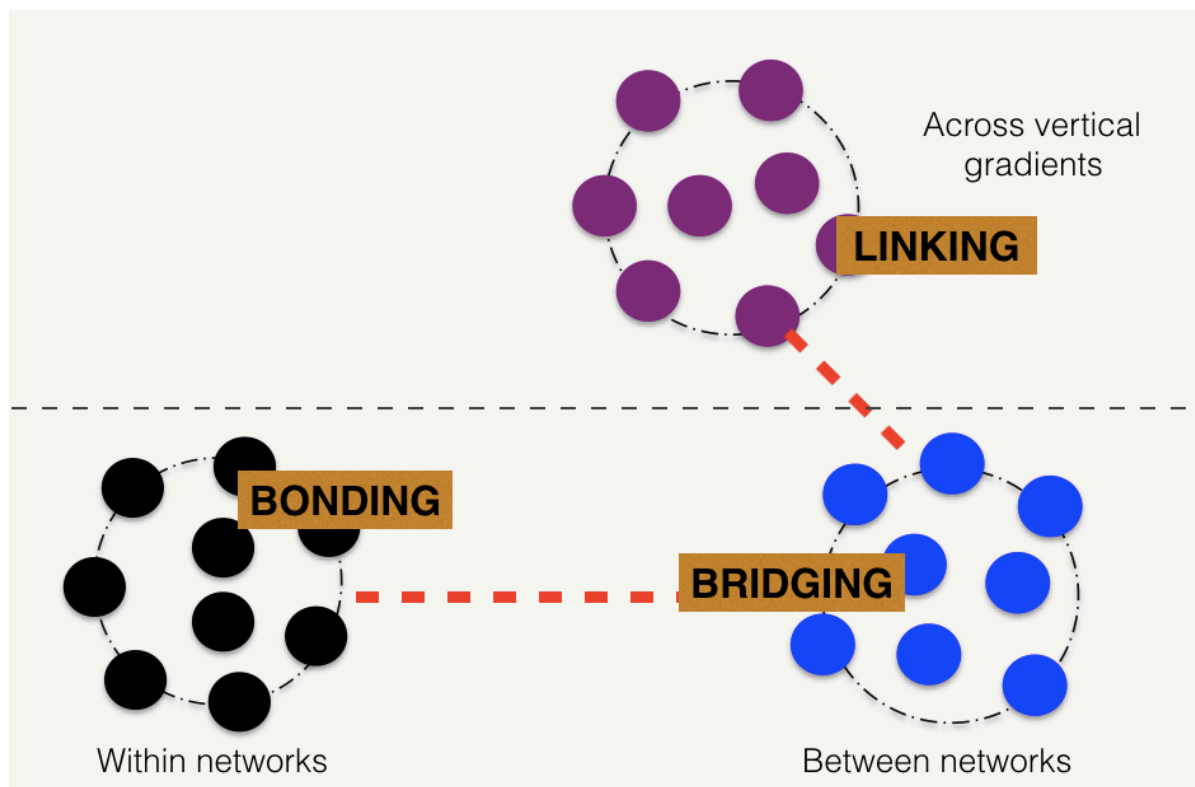 Across vertical
gradients
LINKING
BONDING
BRIDGING
Within networks
Between networks